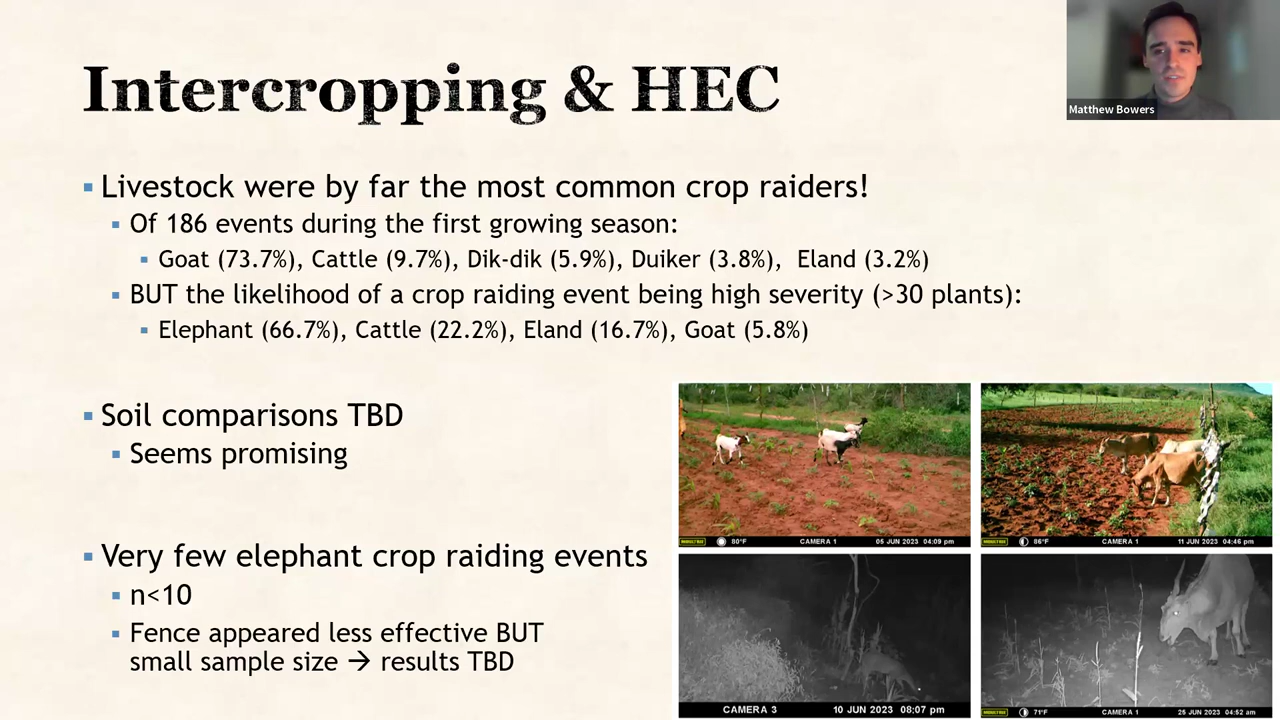 Intercropping & HEC
Matthew Bowers
▪ Livestock were by far the most common crop raiders!
▪ Of 186 events during the first growing season:
▪ Goat (73.7%), Cattle (9.7%), Dik-dik (5.9%), Duiker (3.8%), Eland (3.2%)
▪ BUT the likelihood of a crop raiding event being high severity (>30 plants):
▪ Elephant (66.7%), Cattle (22.2%), Eland (16.7%), Goat (5.8%)
▪ Soil comparisons TBD
▪ Seems promising
▪ Very few elephant crop raiding events
▪ n<10
▪ Fence appeared less effective BUT
small sample size → results TBD
80°F CAMERA 1 05 JUN 2023 04:09 pm
86°F CAMERA 1 11 JUN 2023 04:46 pm
CAMERA 3 10 JUN 2023 08:07 pm
71°F CAMERA 1 25 JUN 2023 04:52 am